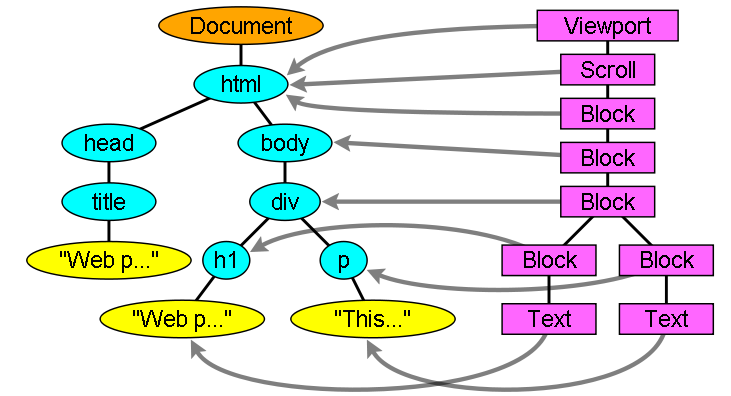 Document
Viewport
html
Scroll
Block
head
body
Block
title
div
Block
"Web p..."
h1
p
Block
Block
"Web p..."
"This..."
Text
Text